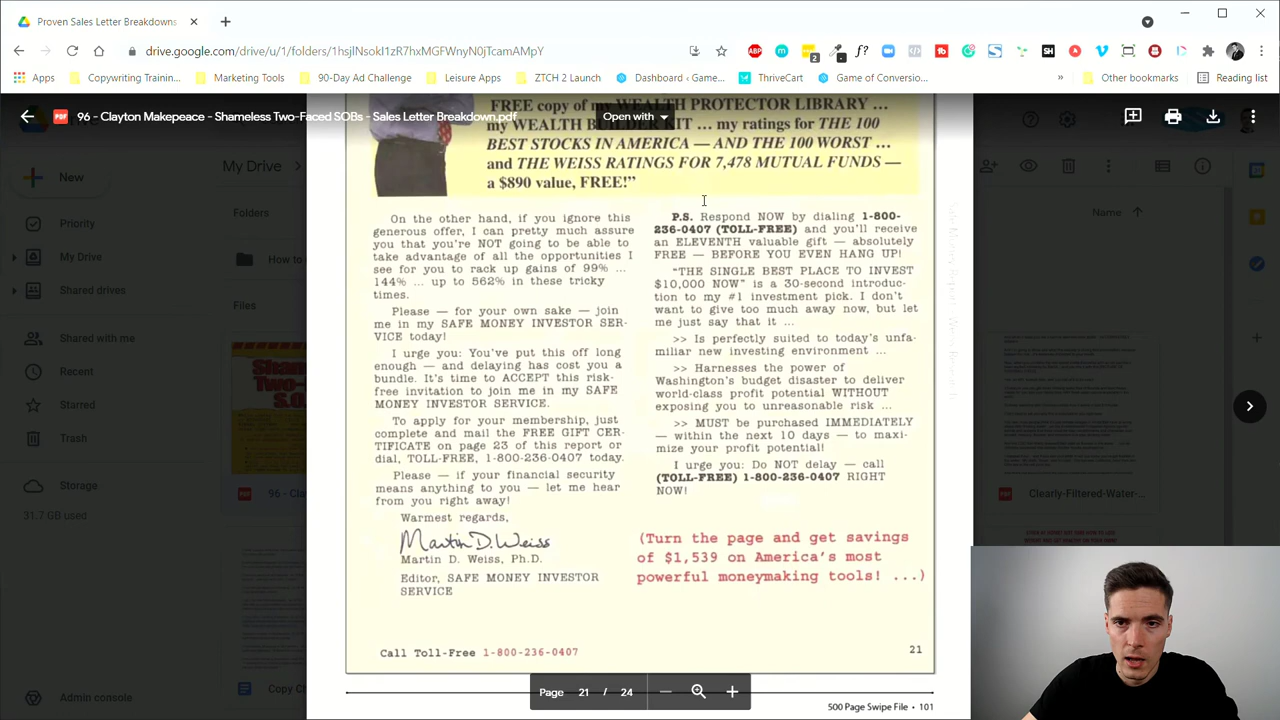 Proven Sales Letter Breakdowns
drive.google.com/drive/u/1/folders/1hsjlNsokI1zR7hxMGFWnyN0jTcamAMpY
Apps
Copywriting Trainin...
Marketing Tools
90-Day Ad Challenge
Leisure Apps
ZTCH 2 Launch
Dashboard ‹ Game...
ThriveCart
Game of Conversio...
»
Other bookmarks
Reading list
96 - Clayton Makepeace - Shameless Two-Faced SOBs - Sales Letter Breakdown.pdf
Open with
New
Priority
My Drive
Shared drives
Shared with me
Recent
Starred
Trash
Storage
31.7 GB used
Admin console
My Drive
Folders
How to
Files
96 - Cla
Copy Ch
Name
Clearly-Filtered-Water-...
FREE copy of my WEALTH PROTECTOR LIBRARY ...
my WEALTH BUILDER KIT ... my ratings for THE 100
BEST STOCKS IN AMERICA — AND THE 100 WORST ...
and THE WEISS RATINGS FOR 7,478 MUTUAL FUNDS —
a $890 value, FREE!”
On the other hand, if you ignore this
generous offer, I can pretty much assure
you that you're NOT going to be able to
take advantage of all the opportunities I
see for you to rack up gains of 99% ...
144% ... up to 562% in these tricky
times.
Please — for your own sake — join
me in my SAFE MONEY INVESTOR SER-
VICE today!
I urge you: You've put this off long
enough — and delaying has cost you a
bundle. It's time to ACCEPT this risk-
free invitation to join me in my SAFE
MONEY INVESTOR SERVICE.
To apply for your membership, just
complete and mail the FREE GIFT CER-
TIFICATE on page 23 of this report or
dial, TOLL-FREE, 1-800-236-0407 today.
Please — if your financial security
means anything to you — let me hear
from you right away!
Warmest regards,
Martin D. Weiss
Martin D. Weiss, Ph.D.
Editor, SAFE MONEY INVESTOR
SERVICE
P.S. Respond NOW by dialing 1-800-
236-0407 (TOLL-FREE) and you'll receive
an ELEVENTH valuable gift — absolutely
FREE — BEFORE YOU EVEN HANG UP!
“THE SINGLE BEST PLACE TO INVEST
$10,000 NOW” is a 30-second introduc-
tion to my #1 investment pick. I don't
want to give too much away now, but let
me just say that it ...
>> Is perfectly suited to today's unfa-
miliar new investing environment ...
>> Harnesses the power of
Washington's budget disaster to deliver
world-class profit potential WITHOUT
exposing you to unreasonable risk ...
>> MUST be purchased IMMEDIATELY
— within the next 10 days — to maxi-
mize your profit potential!
I urge you: Do NOT delay — call
(TOLL-FREE) 1-800-236-0407 RIGHT
NOW!
(Turn the page and get savings
of $1,539 on America's most
powerful moneymaking tools! ...)
Call Toll-Free 1-800-236-0407
21
Page 21 / 24
500 Page Swipe File • 101